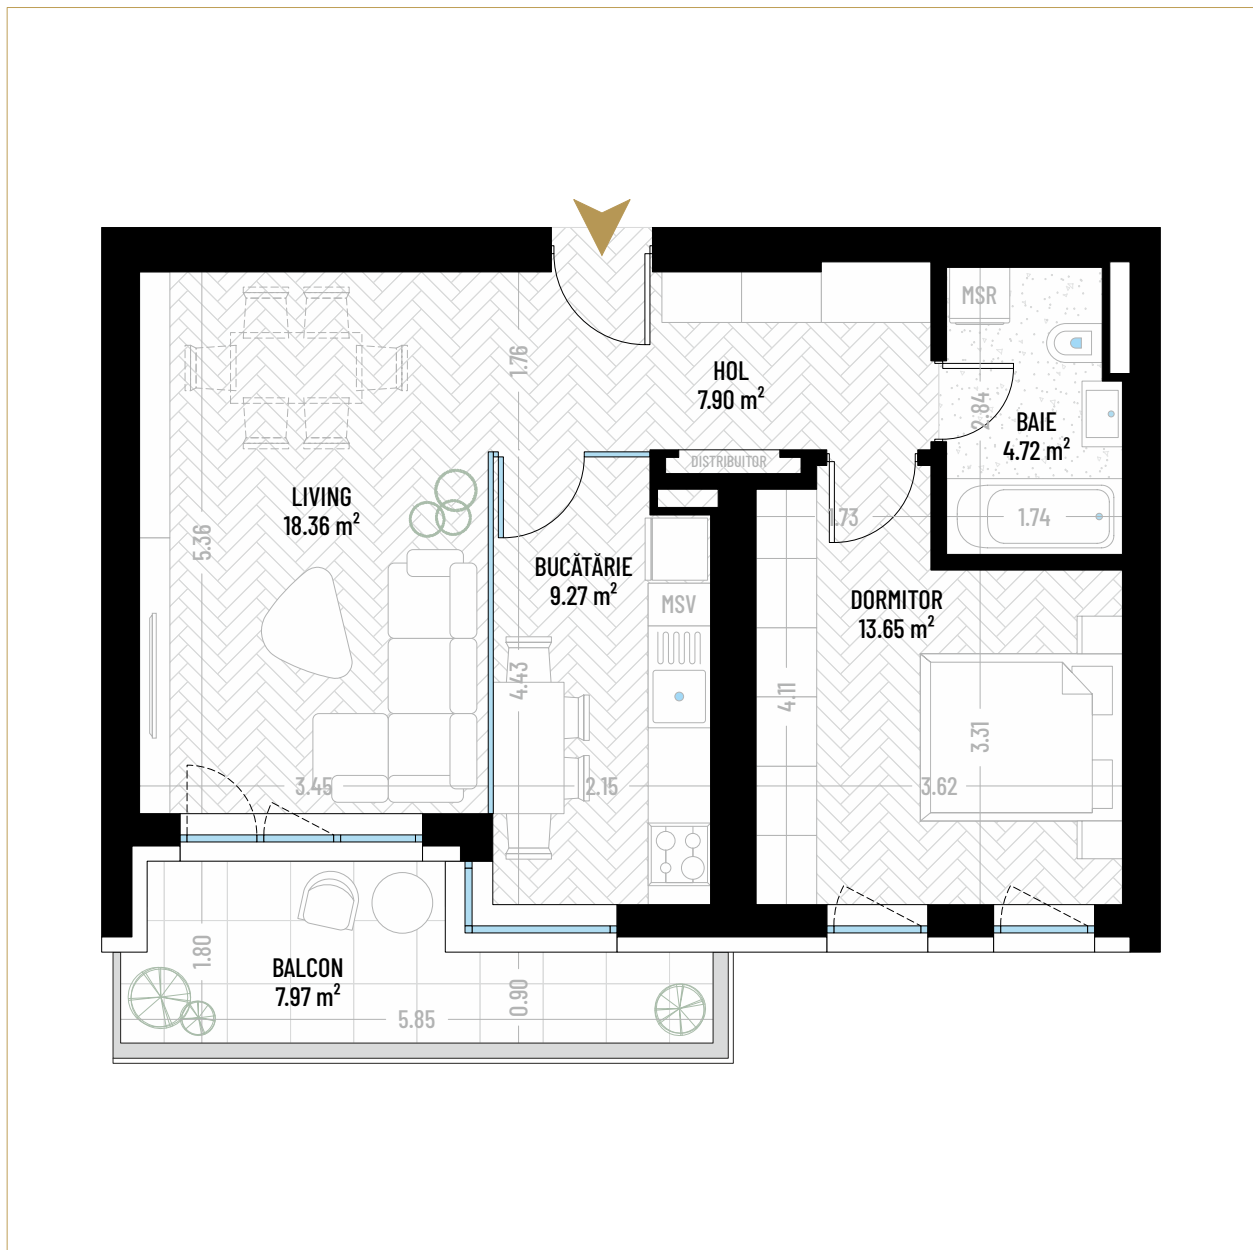 MSR
1.76
HOL
7.90 m²
2.84
BAIE
4.72 m²
DISTRIBUITOR
LIVING
18.36 m²
5.36
1.73
1.74
BUCĂTĂRIE
9.27 m²
MSV
DORMITOR
13.65 m²
4.43
4.11
3.31
3.45
2.15
3.62
1.80
BALCON
7.97 m²
0.90
5.85